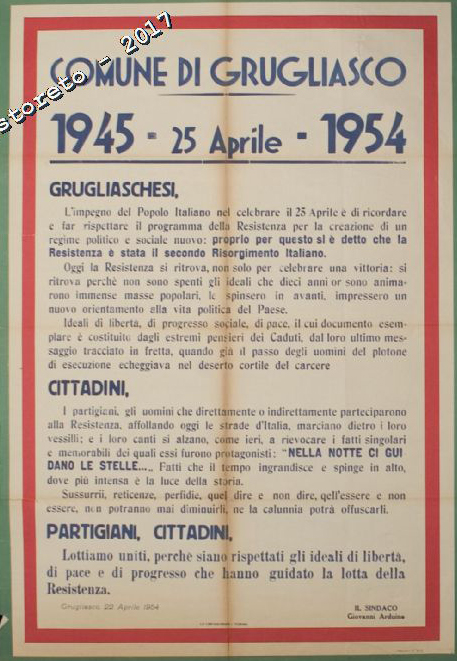 storeto - 2017
COMUNE DI GRUGLIASCO
1945 - 25 Aprile - 1954
GRUGLIASCHESI,
L'impegno del Popolo Italiano nel celebrare il 25 Aprile è di ricordare
e far rispettare il programma della Resistenza per la creazione di un
regime politico e sociale nuovo: proprio per questo si è detto che la
Resistenza è stata il secondo Risorgimento Italiano.
Oggi la Resistenza si ritrova, non solo per celebrare una vittoria: si
ritrova perchè non sono spenti gli ideali che dieci anni or sono anima-
rono immense masse popolari, le spinsero in avanti, impressero un
nuovo orientamento alla vita politica del Paese.
Ideali di libertà, di progresso sociale, di pace, il cui documento esem-
plare è costituito dagli estremi pensieri dei Caduti, dal loro ultimo mes-
saggio tracciato in fretta, quando già il passo degli uomini del plotone
di esecuzione echeggiava nel deserto cortile del carcere
CITTADINI,
I partigiani, gli uomini che direttamente o indirettamente parteciparono
alla Resistenza, affollando oggi le strade d'Italia, marciano dietro i loro
vessilli; e i loro canti si alzano, come ieri, a rievocare i fatti singolari
e memorabili dei quali essi furono protagonisti: "NELLA NOTTE CI GUI
DANO LE STELLE.... Fatti che il tempo ingrandisce e spinge in alto,
dove più intensa è la luce della storia.
Sussurrii, reticenze, perfidie, quel dire e non dire, qell'essere e non
essere, non potranno mai diminuirli, ne la calunnia potrà offuscarli.
PARTIGIANI, CITTADINI,
Lottiamo uniti, perchè siano rispettati gli ideali di libertà,
di pace e di progresso che hanno guidato la lotta della
Resistenza.
Grugliasco, 22 Aprile 1954
IL SINDACO
Giovanni Arduino